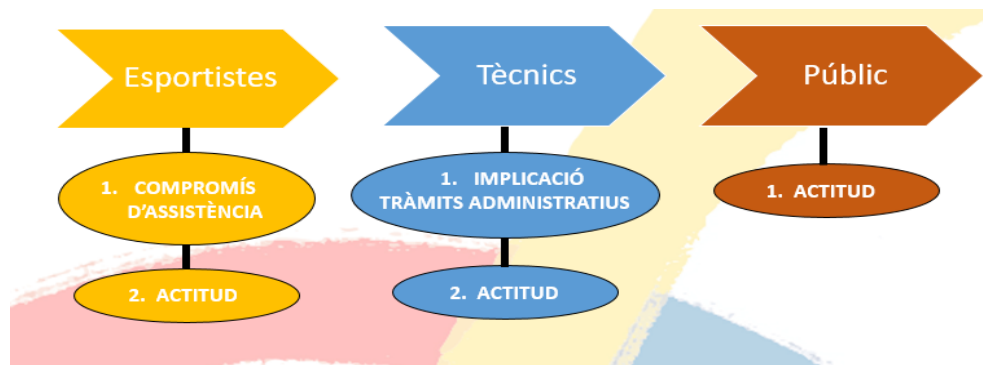 Esportistes
1. COMPROMÍS
D'ASSISTÈNCIA
2. ACTITUD
Tècnics
1. IMPLICACIÓ
TRÀMITS ADMINISTRATIUS
2. ACTITUD
Públic
1. ACTITUD